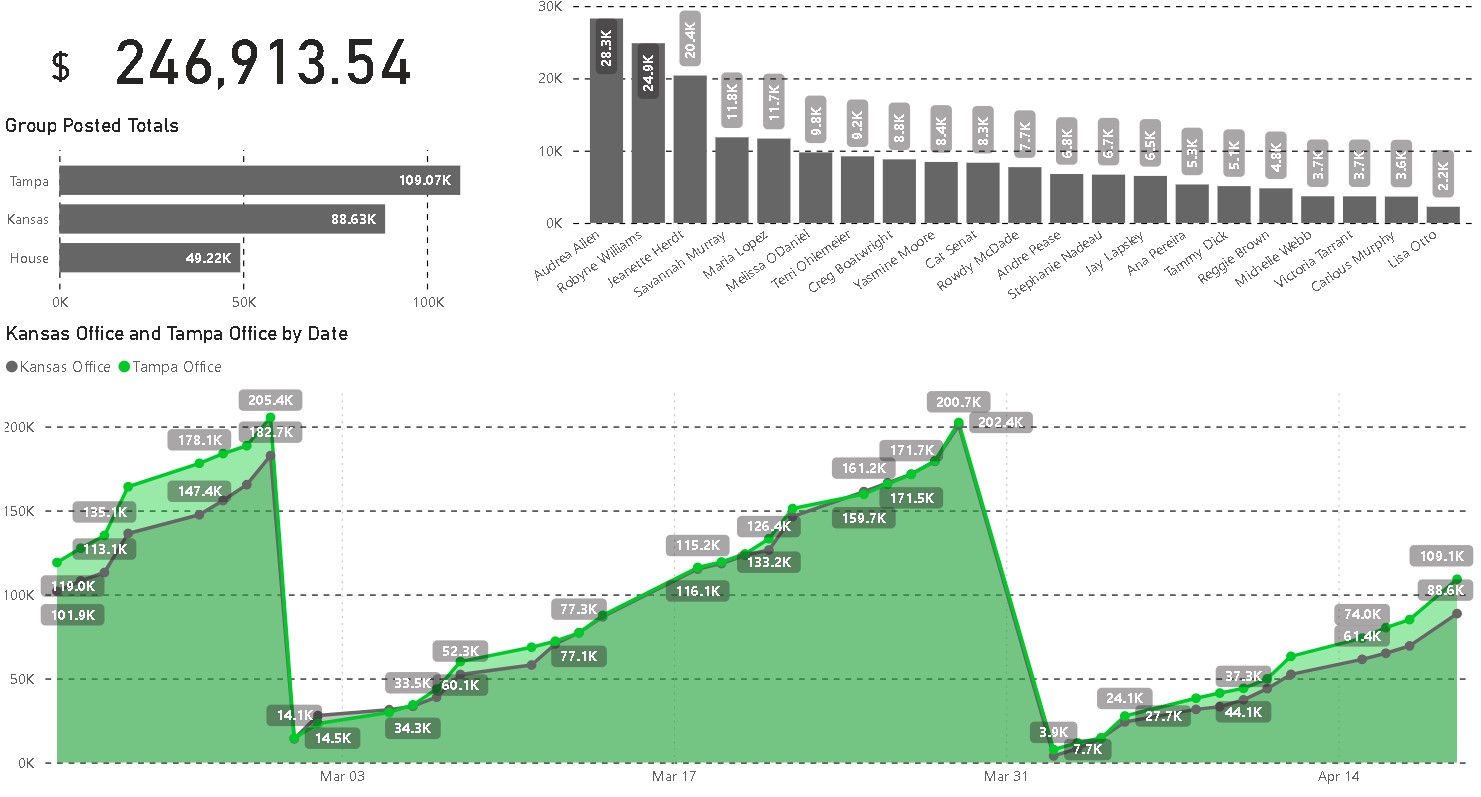 $ 246,913.54
Group Posted Totals
Tampa 109.07K
Kansas 88.63K
House 49.22K
0K 50K 100K
30K
20K
10K
0K
28.3K 24.9K 20.4K 11.8K 11.7K 9.8K 9.2K 8.8K 8.4K 8.3K 7.7K 6.8K 6.7K 6.5K 5.3K 5.1K 4.8K 3.7K 3.7K 3.6K 2.2K
Audrea Allen
Robyne Williams
Jeanette Herdt
Savannah Murray
Maria Lopez
Melissa ODaniel
Terri Ohlemeier
Creg Boatwright
Yasmine Moore
Cat Senat
Rowdy McDade
Andre Pease
Stephanie Nadeau
Jay Lapsley
Ana Pereira
Tammy Dick
Reggie Brown
Michelle Webb
Victoria Tarrant
Carlous Murphy
Lisa Otto
Kansas Office and Tampa Office by Date
Kansas Office Tampa Office
200K
150K
100K
50K
0K
119.0K
101.9K
135.1K
113.1K
178.1K
147.4K
205.4K
182.7K
14.1K
14.5K
33.5K
34.3K
52.3K
60.1K
77.3K
77.1K
115.2K
116.1K
126.4K
133.2K
161.2K
159.7K
171.7K
171.5K
200.7K
202.4K
3.9K
7.7K
24.1K
27.7K
37.3K
44.1K
74.0K
61.4K
109.1K
88.6K
Mar 03 Mar 17 Mar 31 Apr 14